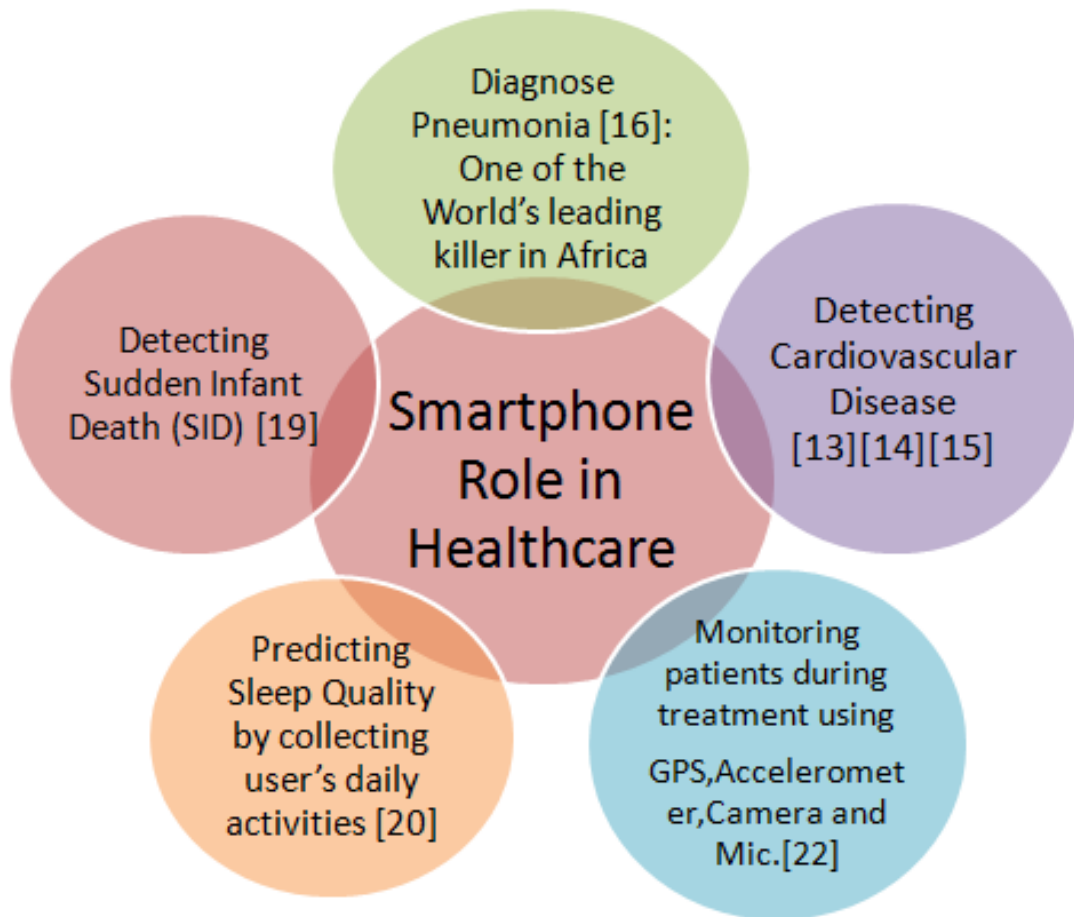 Diagnose
Pneumonia [16]:
One of the
World’s leading
killer in Africa
Detecting
Cardiovascular
Disease
[13][14][15]
Detecting
Sudden Infant
Death (SID) [19]
Smartphone
Role in
Healthcare
Predicting
Sleep Quality
by collecting
user’s daily
activities [20]
Monitoring
patients during
treatment using
GPS,Acceleromet
er,Camera and
Mic.[22]